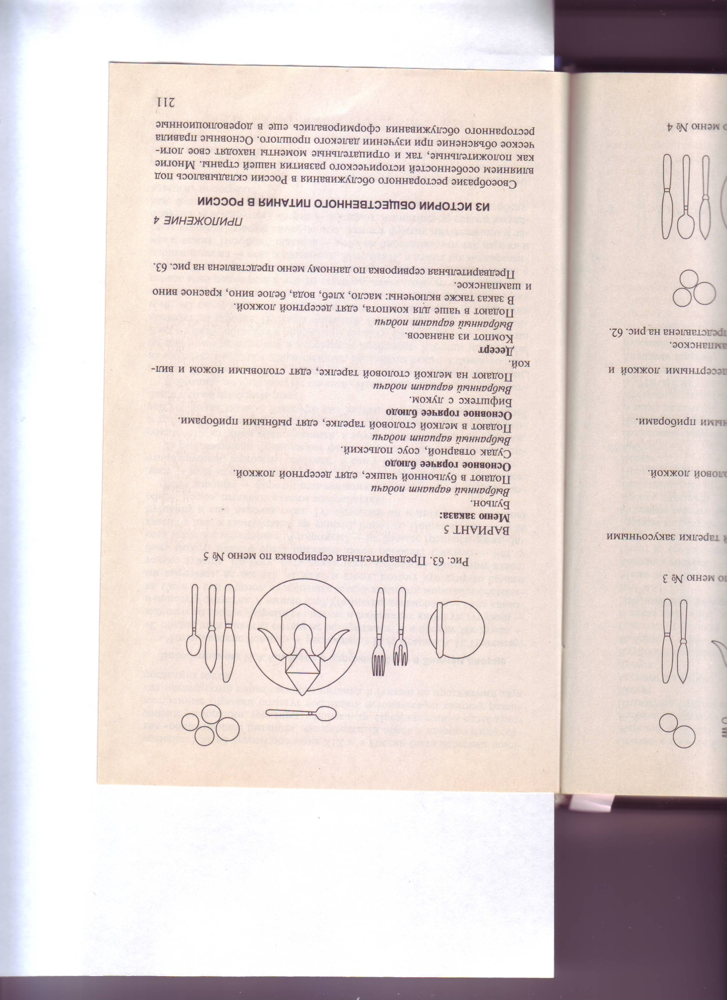 меню № 3
тарелки закусочными
ложкой.
приборами.
десертными ложкой и
на рис. 62.
меню № 4
Рис. 63. Предварительная сервировка по меню № 5
ВАРИАНТ 5
Меню заказа:
Бульон.
Выбранный вариант подачи
Подают в бульонной чашке, едят десертной ложкой.
Основное горячее блюдо
Судак отварной, соус польский.
Выбранный вариант подачи
Подают в мелкой столовой тарелке, едят рыбными приборами.
Основное горячее блюдо
Бифштекс с луком.
Выбранный вариант подачи
Подают на мелкой столовой тарелке, едят столовыми ножом и вил-
кой.
Десерт
Компот из ананасов.
Выбранный вариант подачи
Подают в чаше для компота, едят десертной ложкой.
В заказ также включены: масло, хлеб, вода, белое вино, красное вино
и шампанское.
Предварительная сервировка по данному меню представлена на рис. 63.
ПРИЛОЖЕНИЕ 4
ИЗ ИСТОРИИ ОБЩЕСТВЕННОГО ПИТАНИЯ В РОССИИ
Своеобразие ресторанного обслуживания в России складывалось под
влиянием особенностей исторического развития нашей страны. Многие
как положительные, так и отрицательные моменты находят свое логи-
ческое объяснение при изучении далекого прошлого. Основные правила
ресторанного обслуживания сформировались еще в дореволюционные
211